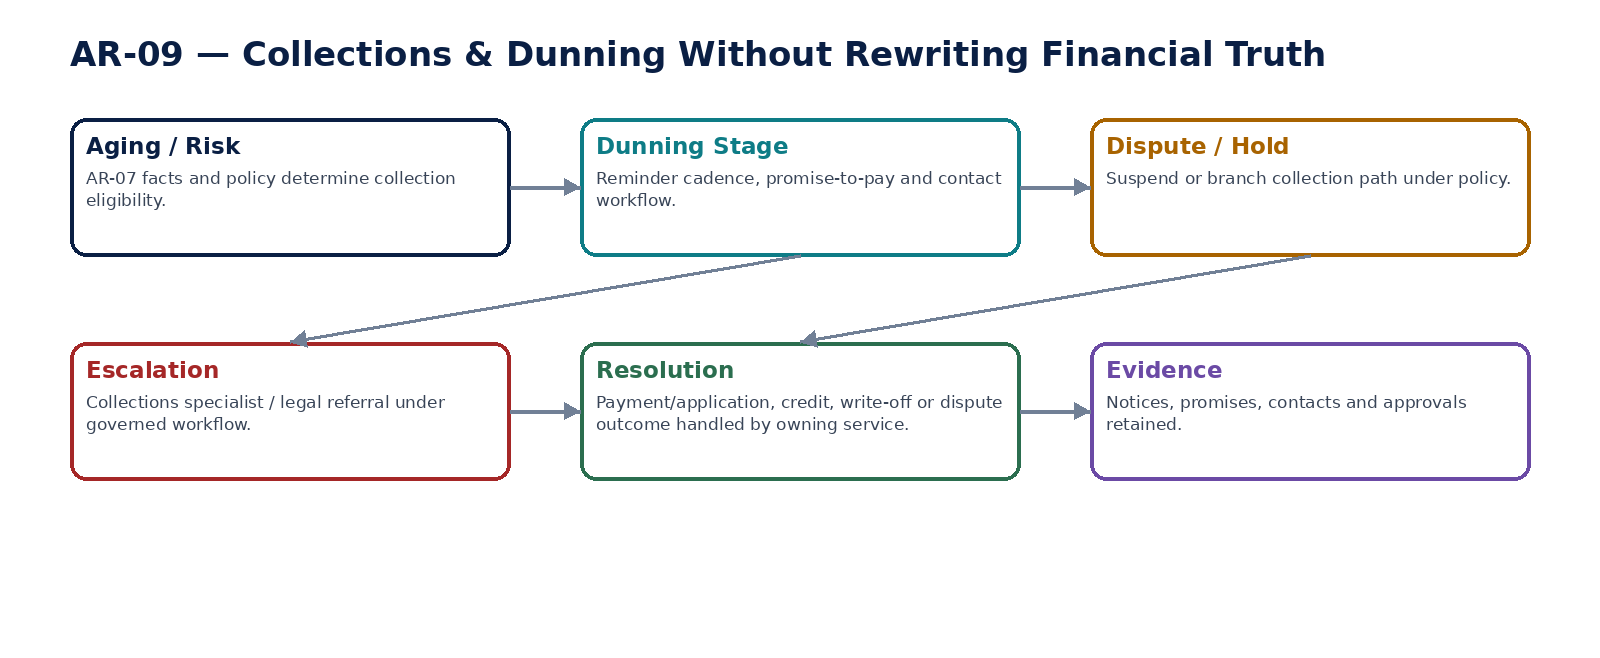 AR-09 — Collections & Dunning Without Rewriting Financial Truth
Aging / Risk
AR-07 facts and policy determine collection
eligibility.
Dunning Stage
Reminder cadence, promise-to-pay and contact
workflow.
Dispute / Hold
Suspend or branch collection path under policy.
Escalation
Collections specialist / legal referral under
governed workflow.
Resolution
Payment/application, credit, write-off or dispute
outcome handled by owning service.
Evidence
Notices, promises, contacts and approvals
retained.